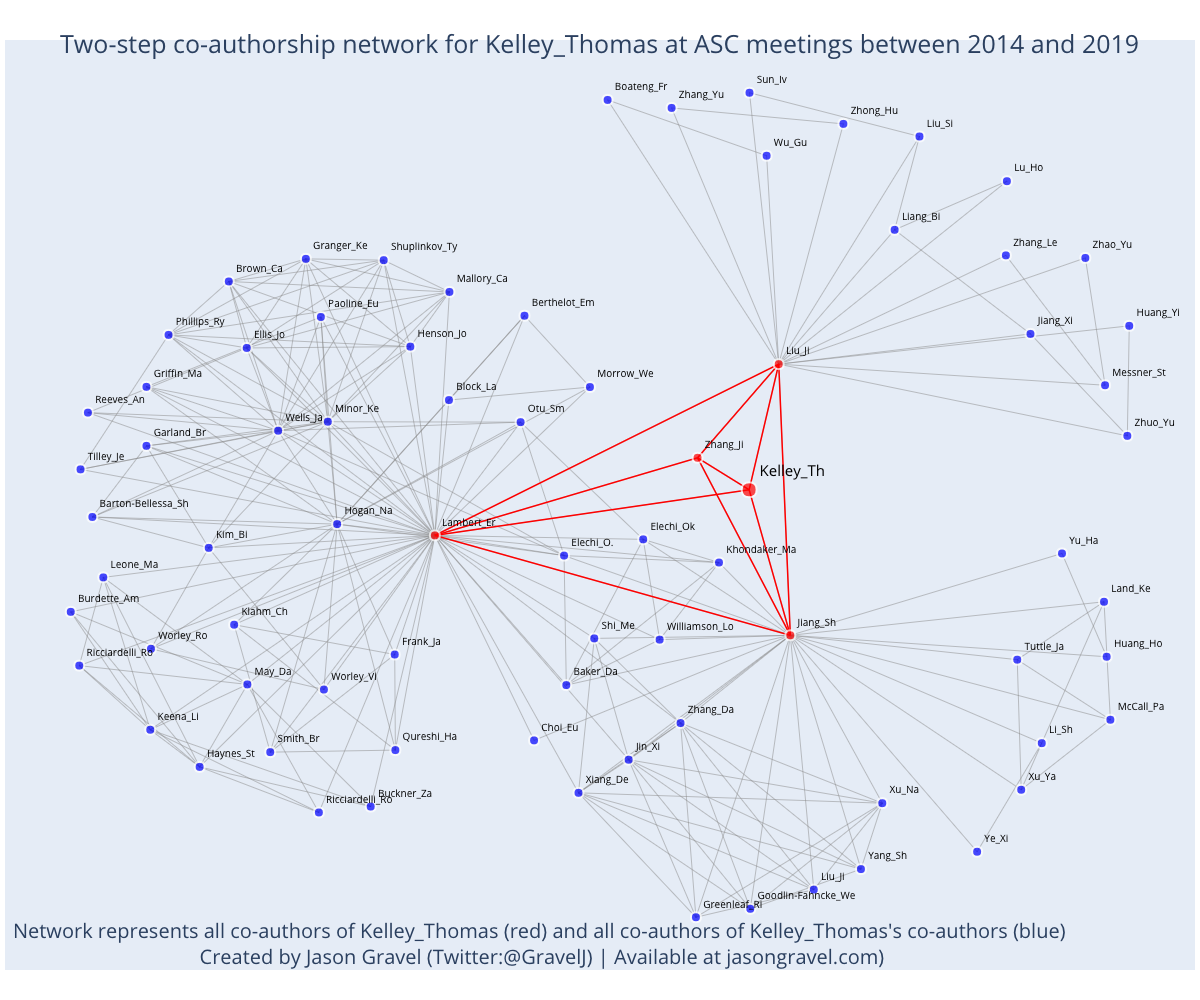 Two-step co-authorship network for Kelley_Thomas at ASC meetings between 2014 and 2019
Sun_Iv
Boateng_Fr
Zhang_Yu
Zhong_Hu
Liu_Si
Wu_Gu
Lu_Ho
Liang_Bi
Granger_Ke
Shuplinkov_Ty
Zhang_Le
Zhao_Yu
Brown_Ca
Mallory_Ca
Paoline_Eu
Berthelot_Em
Huang_Yi
Phillips_Ry
Ellis_Jo
Henson_Jo
Jiang_Xi
Liu_Ji
Griffin_Ma
Block_La
Morrow_We
Messner_St
Reeves_An
Wells_Ja
Minor_Ke
Otu_Sm
Zhuo_Yu
Garland_Br
Zhang_Ji
Tilley_Je
Kelley_Th
Barton-Bellessa_Sh
Hogan_Na
Lambert_Er
Elechi_Ok
Kim_Bi
Elechi_O.
Khondaker_Ma
Yu_Ha
Leone_Ma
Land_Ke
Burdette_Am
Klahm_Ch
Shi_Me
Williamson_Lo
Jiang_Sh
Worley_Ro
Frank_Ja
Huang_Ho
Ricciardelli_Ro
Tuttle_Ja
May_Da
Worley_Vi
Baker_Da
Keena_Li
Zhang_Da
McCall_Pa
Smith_Br
Qureshi_Ha
Choi_Eu
Li_Sh
Haynes_St
Jin_Xi
Xiang_De
Xu_Ya
Ricciardelli_Ro
Buckner_Za
Xu_Na
Ye_Xi
Yang_Sh
Liu_Ji
Goodlin-Fahncke_We
Greenleaf_Ri
Network represents all co-authors of Kelley_Thomas (red) and all co-authors of Kelley_Thomas's co-authors (blue)
Created by Jason Gravel (Twitter:@GravelJ) | Available at jasongravel.com)